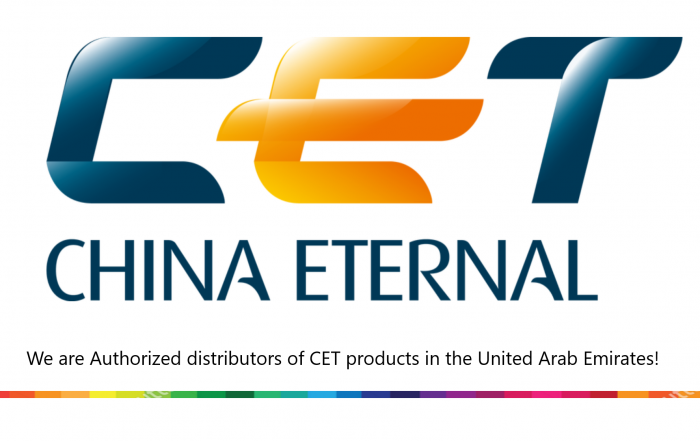 CET
CHINA ETERNAL
We are Authorized distributors of CET products in the United Arab Emirates!